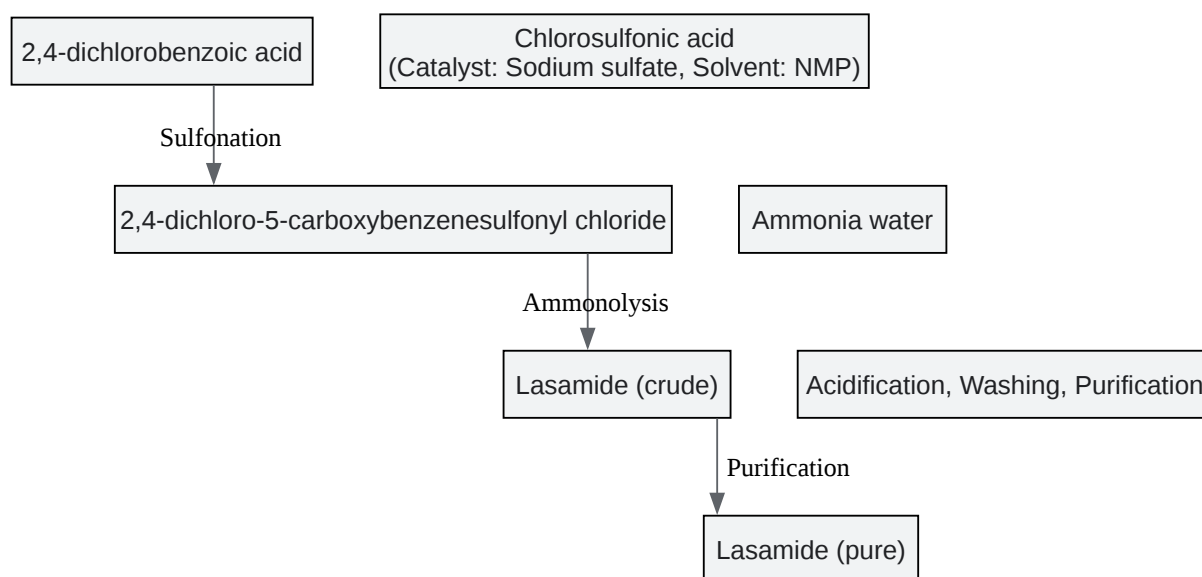 2,4-dichlorobenzoic acid
Chlorosulfonic acid
(Catalyst: Sodium sulfate, Solvent: NMP)
Sulfonation
2,4-dichloro-5-carboxybenzenesulfonyl chloride
Ammonia water
Ammonolysis
Lasamide (crude)
Acidification, Washing, Purification
Purification
Lasamide (pure)